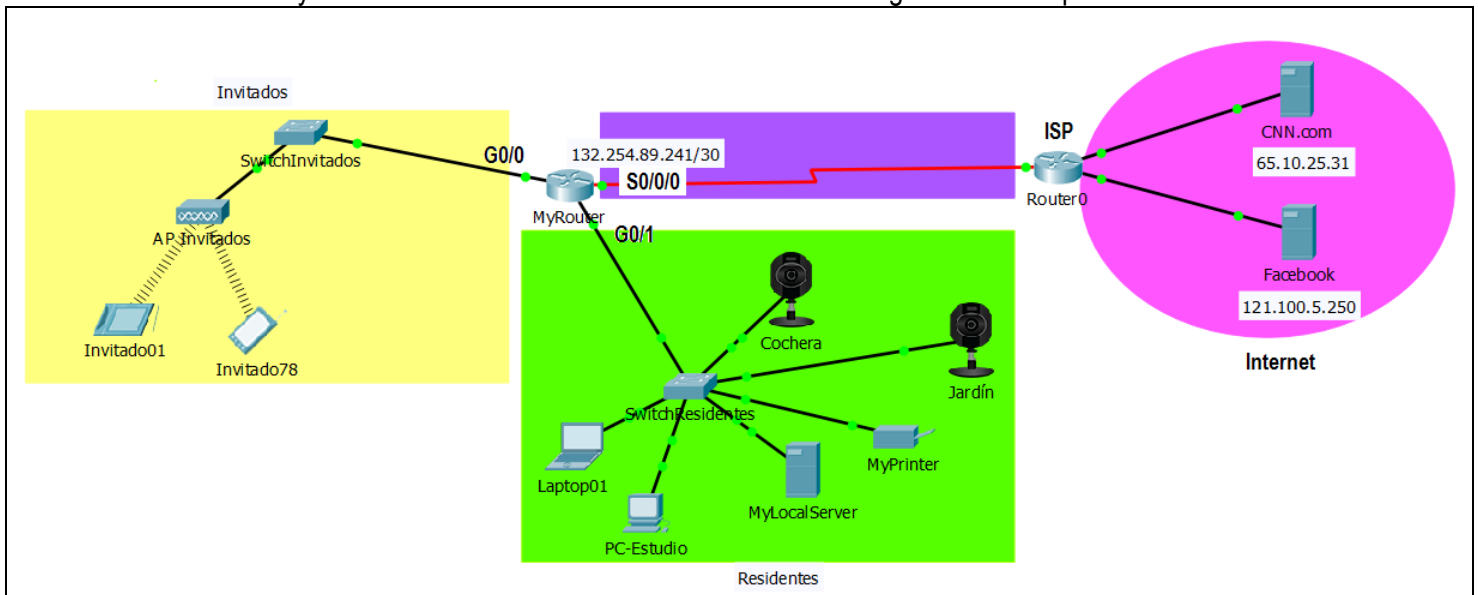 Invitados
SwitchInvitados
AP Invitados
Invitado01
Invitado78
G0/0
132.254.89.241/30
S0/0/0
MyRouter
G0/1
ISP
Router0
CNN.com
65.10.25.31
Facebook
121.100.5.250
Internet
Cochera
Jardín
SwitchResidentes
Laptop01
PC-Estudio
MyLocalServer
MyPrinter
Residentes